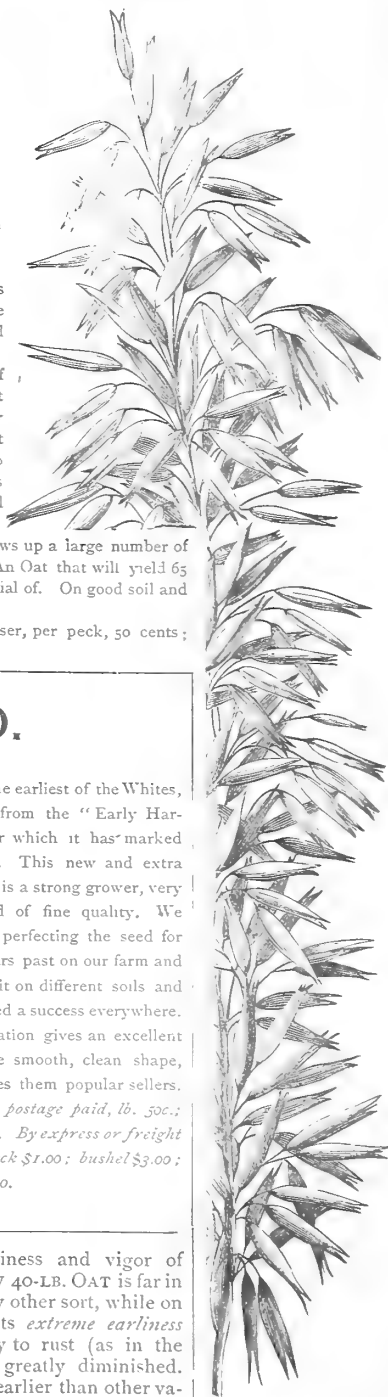 s
e
l
f
t
t
s
l
ws up a large number of
An Oat that will yield 65
ial of. On good soil and
ser, per peck, 50 cents;
O.
e earliest of the Whites,
from the "Early Har-
r which it has marked
. This new and extra
is a strong grower, very
d of fine quality. We
perfecting the seed for
rs past on our farm and
it on different soils and
ed a success everywhere.
ation gives an excellent
e smooth, clean shape,
es them popular sellers.
postage paid, lb. 50c.;
. By express or freight
ck $1.00; bushel $3.00;
o.
iness and vigor of
y 40-LB. OAT is far in
y other sort, while on
ts extreme earliness
y to rust (as in the
greatly diminished.
earlier than other va-